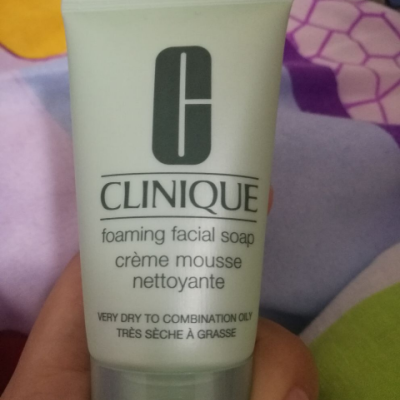 C
CLINIQUE
foaming facial soap
crème mousse
nettoyante
VERY DRY TO COMBINATION OILY
TRÈS SÈCHE À GRASSE